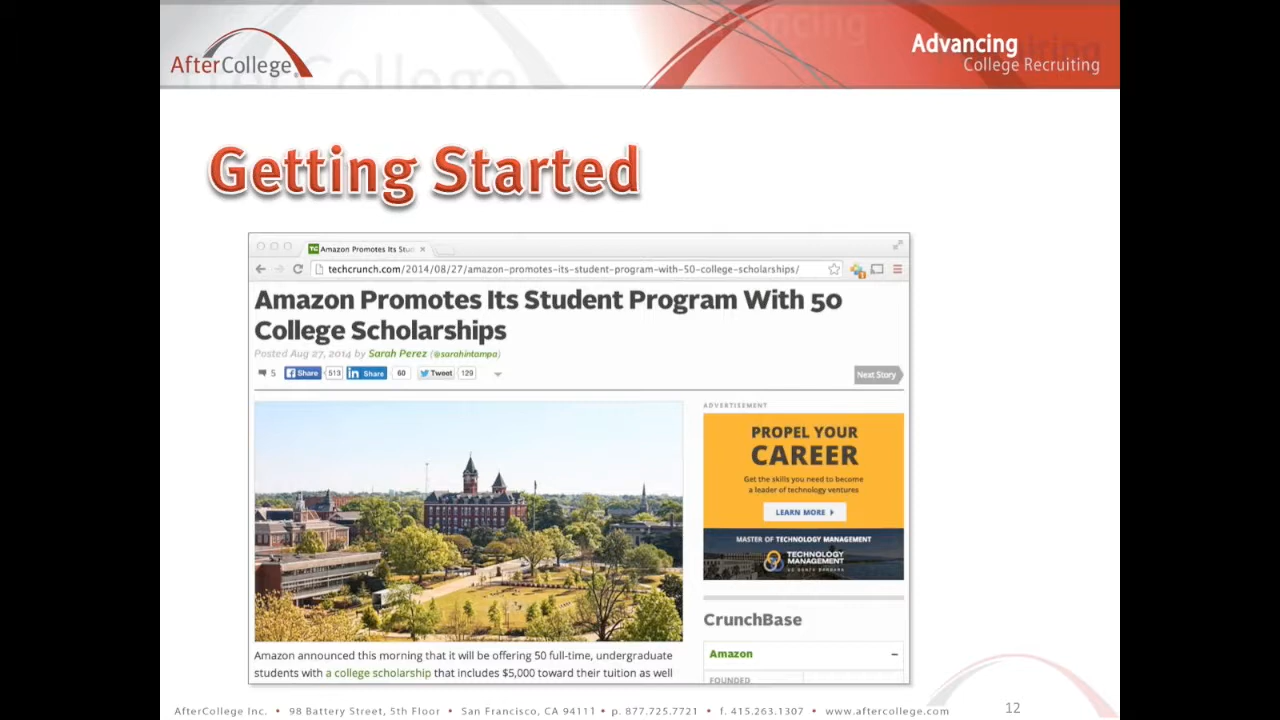 AfterCollege
Advancing
College Recruiting
Getting Started
Amazon Promotes Its Stu
techcrunch.com/2014/08/27/amazon-promotes-its-student-program-with-50-college-scholarships/
Amazon Promotes Its Student Program With 50
College Scholarships
Posted Aug 27, 2014 by Sarah Perez (@sarahintampa)
5 Share 513 Share 60 Tweet 129
Next Story
ADVERTISEMENT
PROPEL YOUR
CAREER
Get the skills you need to become
a leader of technology ventures
LEARN MORE
MASTER OF TECHNOLOGY MANAGEMENT
TECHNOLOGY
MANAGEMENT
UC SANTA BARBARA
CrunchBase
Amazon
FOUNDED
Amazon announced this morning that it will be offering 50 full-time, undergraduate
students with a college scholarship that includes $5,000 toward their tuition as well
AfterCollege Inc. • 98 Battery Street, 5th Floor • San Francisco, CA 94111 • p. 877.725.7721 • f. 415.263.1307 • www.aftercollege.com
12